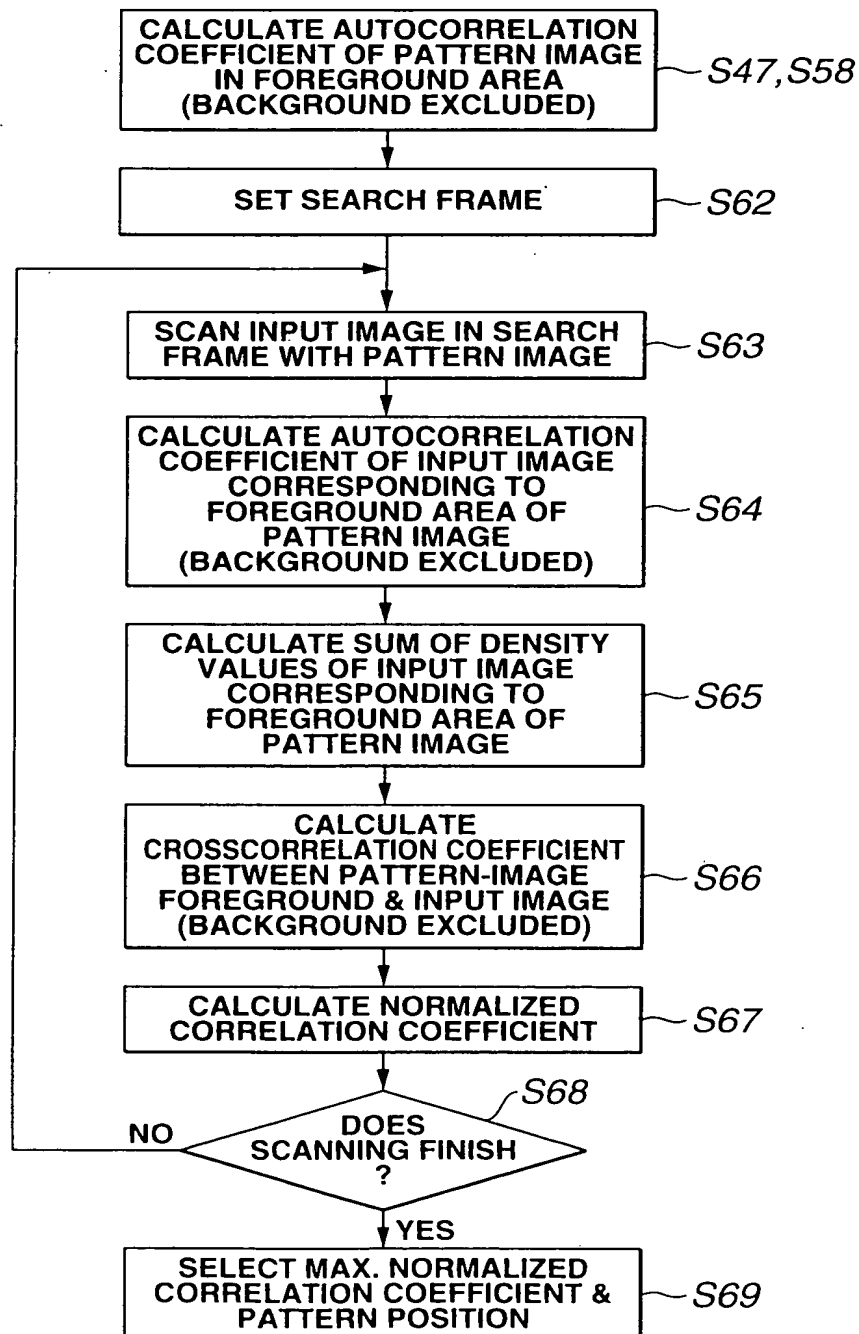 CALCULATE AUTOCORRELATION
COEFFICIENT OF PATTERN IMAGE
IN FOREGROUND AREA
(BACKGROUND EXCLUDED)
S47,S58
SET SEARCH FRAME
S62
SCAN INPUT IMAGE IN SEARCH
FRAME WITH PATTERN IMAGE
S63
CALCULATE AUTOCORRELATION
COEFFICIENT OF INPUT IMAGE
CORRESPONDING TO
FOREGROUND AREA OF
PATTERN IMAGE
(BACKGROUND EXCLUDED)
S64
CALCULATE SUM OF DENSITY
VALUES OF INPUT IMAGE
CORRESPONDING TO
FOREGROUND AREA OF
PATTERN IMAGE
S65
CALCULATE
CROSSCORRELATION COEFFICIENT
BETWEEN PATTERN-IMAGE
FOREGROUND & INPUT IMAGE
(BACKGROUND EXCLUDED)
S66
CALCULATE NORMALIZED
CORRELATION COEFFICIENT
S67
S68
DOES
SCANNING FINISH
?
NO
YES
SELECT MAX. NORMALIZED
CORRELATION COEFFICIENT &
PATTERN POSITION
S69